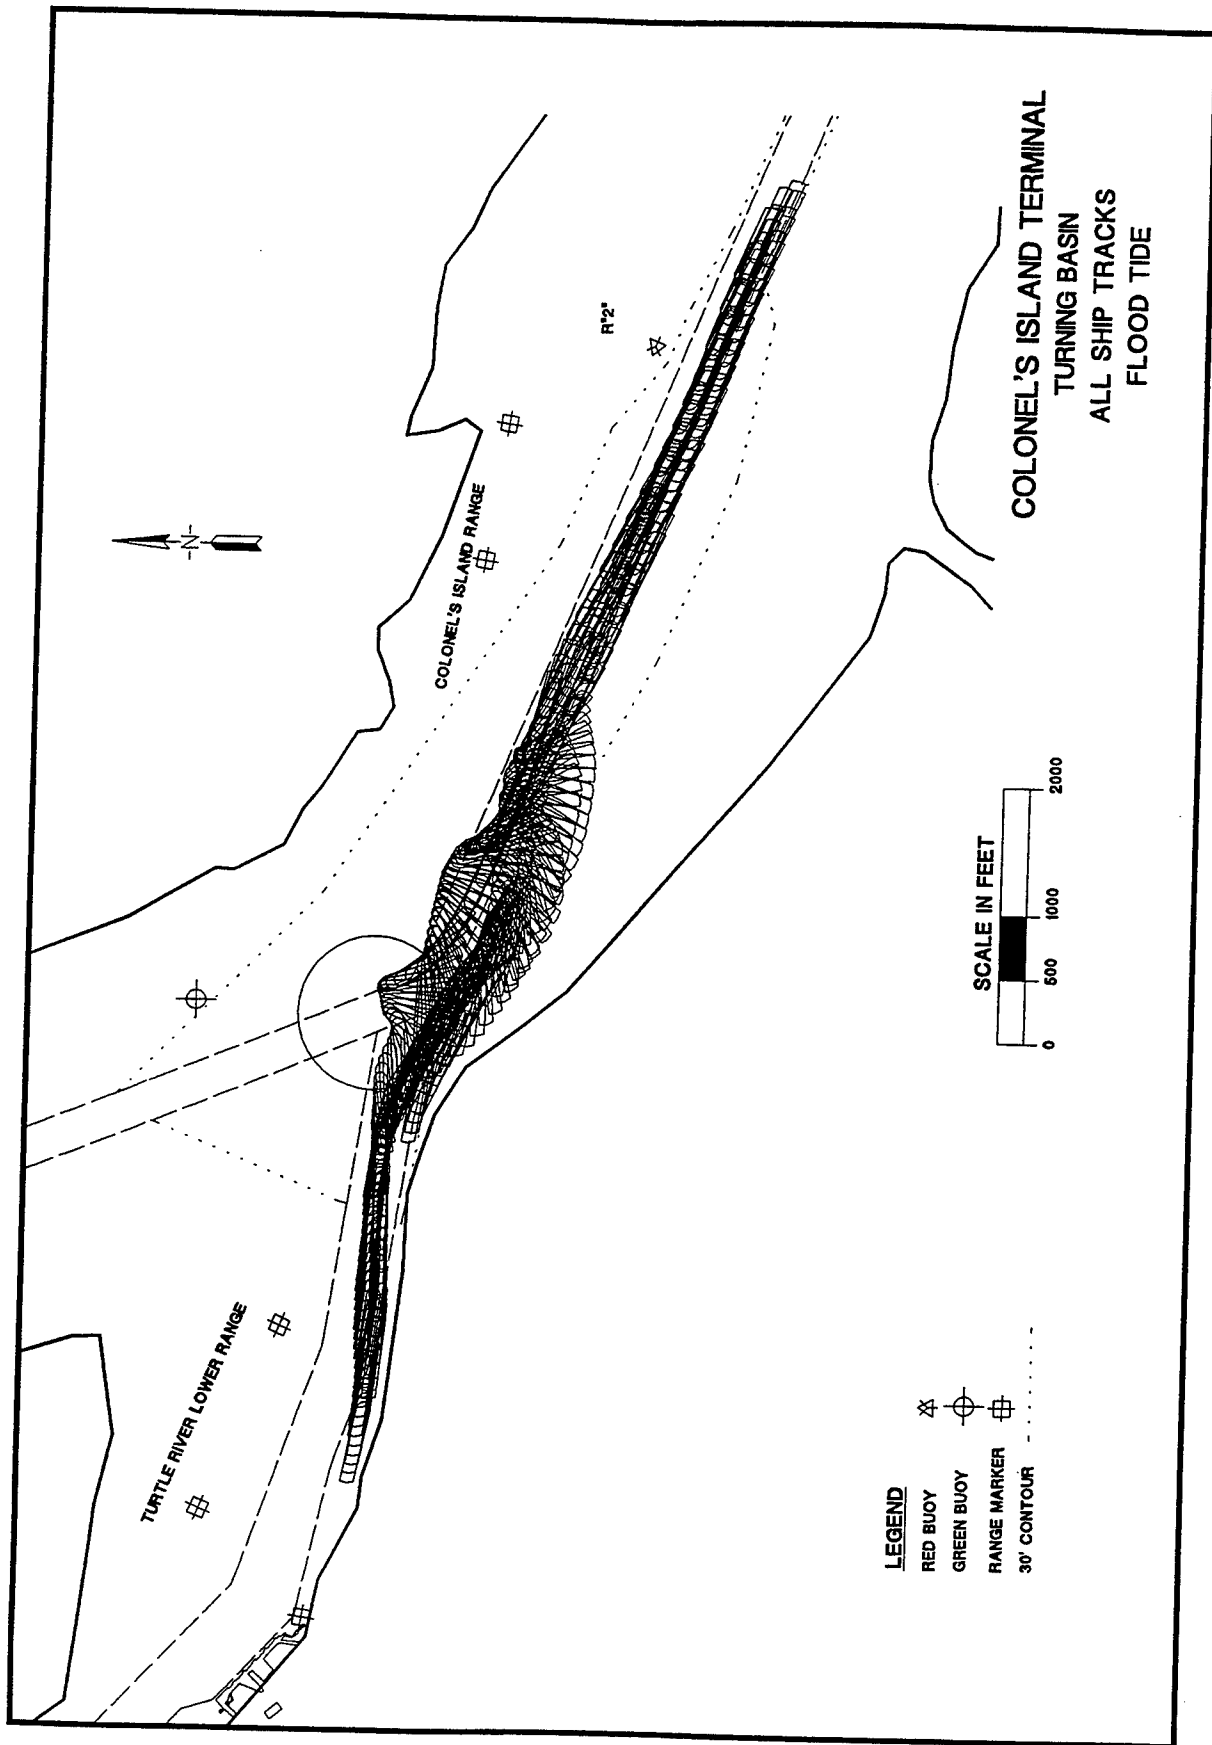 COLONEL'S ISLAND TERMINAL
TURNING BASIN
ALL SHIP TRACKS
FLOOD TIDE
-N-
R"2"
COLONEL'S ISLAND RANGE
TURTLE RIVER LOWER RANGE
SCALE IN FEET
0 500 1000 2000
LEGEND
RED BUOY
GREEN BUOY
RANGE MARKER
30' CONTOUR